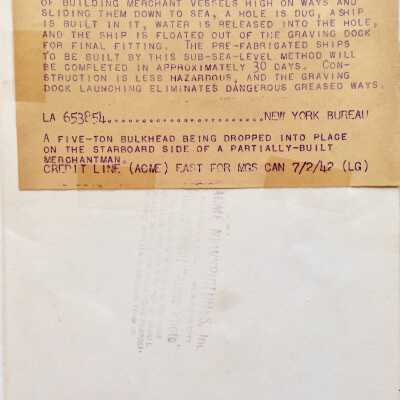 OF BUILDING MERCHANT VESSELS HIGH ON WAYS AND
SLIDING THEM DOWN TO SEA, A HOLE IS DUG, A SHIP
IS BUILT IN IT, WATER IS RELEASED INTO THE HOLE,
AND THE SHIP IS FLOATED OUT OF THE GRAVING DOCK
FOR FINAL FITTING. THE PRE-FABRICATED SHIPS
TO BE BUILT BY THIS SUB-SEA-LEVEL METHOD WILL
BE COMPLETED IN APPROXIMATELY 30 DAYS. CON-
STRUCTION IS LESS HAZARDOUS, AND THE GRAVING
DOCK LAUNCHING ELIMINATES DANGEROUS GREASED WAYS.
LA 653854........................NEW YORK BUREAU
A FIVE-TON BULKHEAD BEING DROPPED INTO PLACE
ON THE STARBOARD SIDE OF A PARTIALLY-BUILT
MERCHANTMAN.
CREDIT LINE (ACME) EAST FOR MGS CAN 7/2/42 (LG)
ACME NEWSPICTURES, Inc.